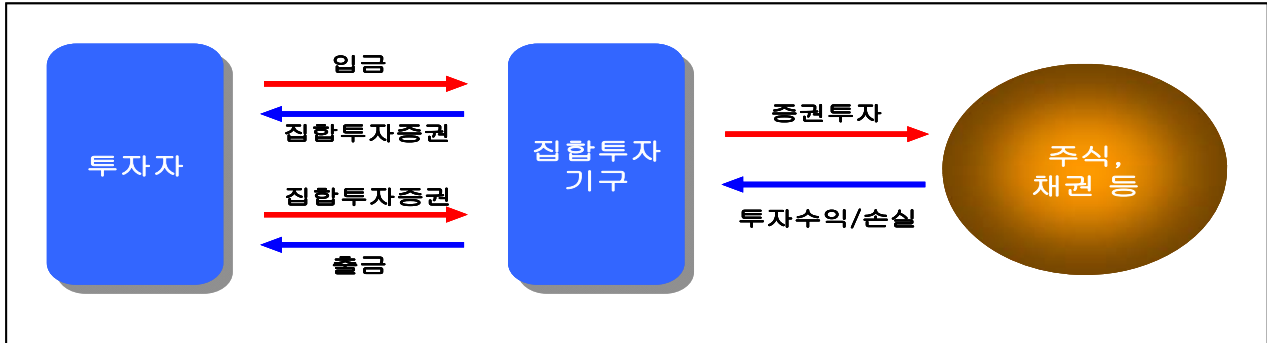 투자자
입금
집합투자증권
집합투자증권
출금
집합투자
기구
증권투자
투자수익/손실
주식,
채권 등